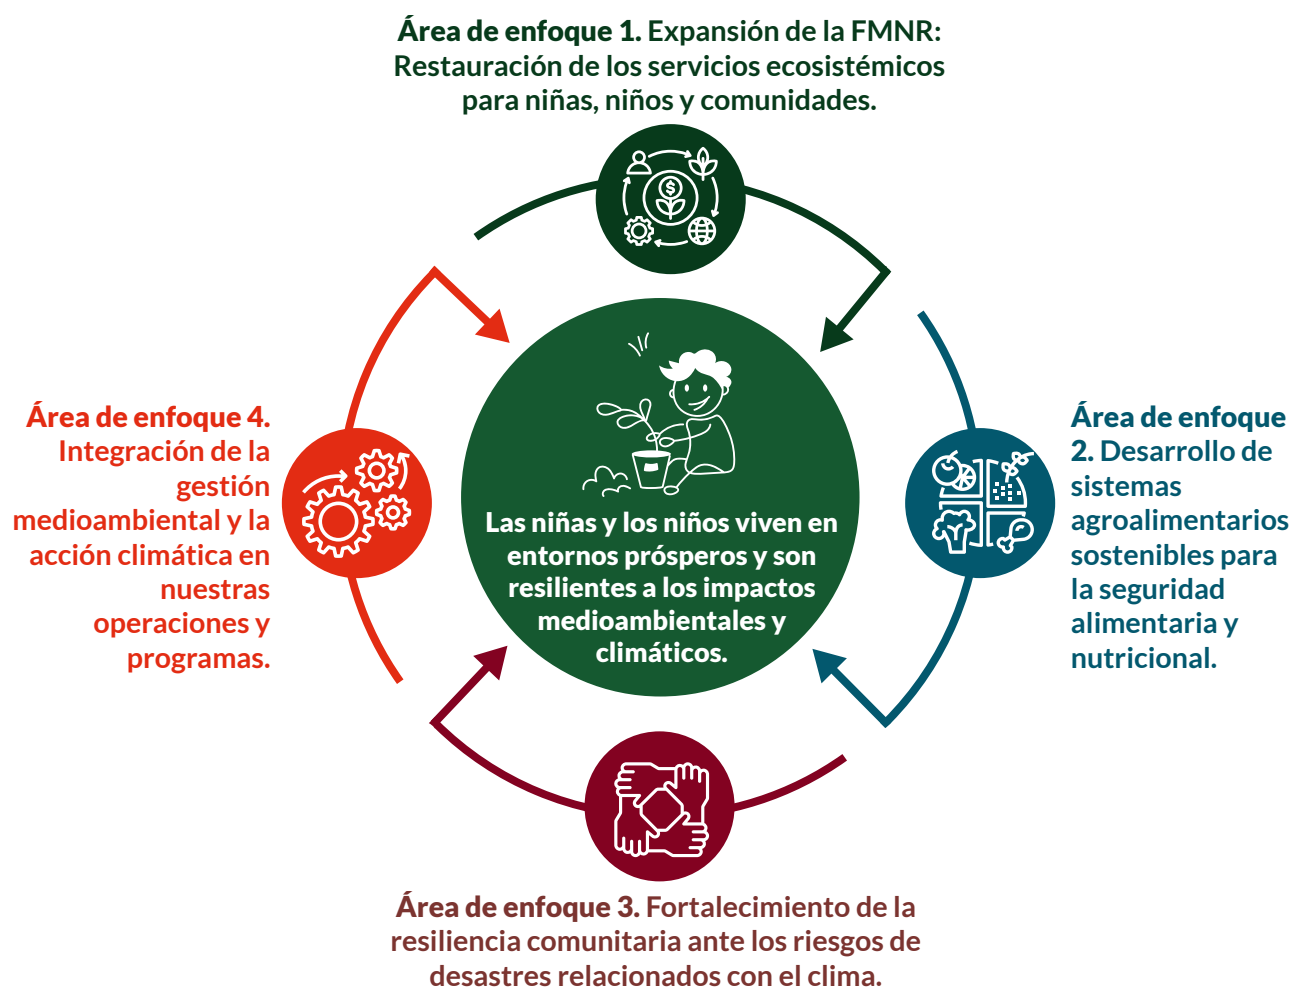 Área de enfoque 1. Expansión de la FMNR:
Restauración de los servicios ecosistémicos
para niñas, niños y comunidades.
Área de enfoque
2. Desarrollo de
sistemas
agroalimentarios
sostenibles para
la seguridad
alimentaria y
nutricional.
Área de enfoque 3. Fortalecimiento de la
resiliencia comunitaria ante los riesgos de
desastres relacionados con el clima.
Área de enfoque 4.
Integración de la
gestión
medioambiental y la
acción climática en
nuestras
operaciones y
programas.
$
Las niñas y los niños viven en
entornos prósperos y son
resilientes a los impactos
medioambientales y
climáticos.